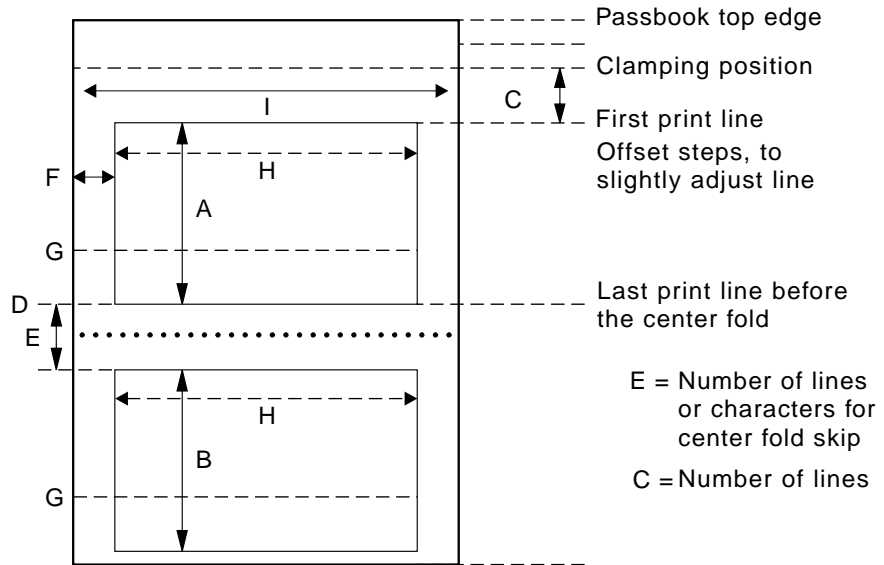 Passbook top edge
Clamping position
C
I
First print line
Offset steps, to
slightly adjust line
F
H
A
G
D
Last print line before
the center fold
E
E = Number of lines
or characters for
center fold skip
H
B
C = Number of lines
G